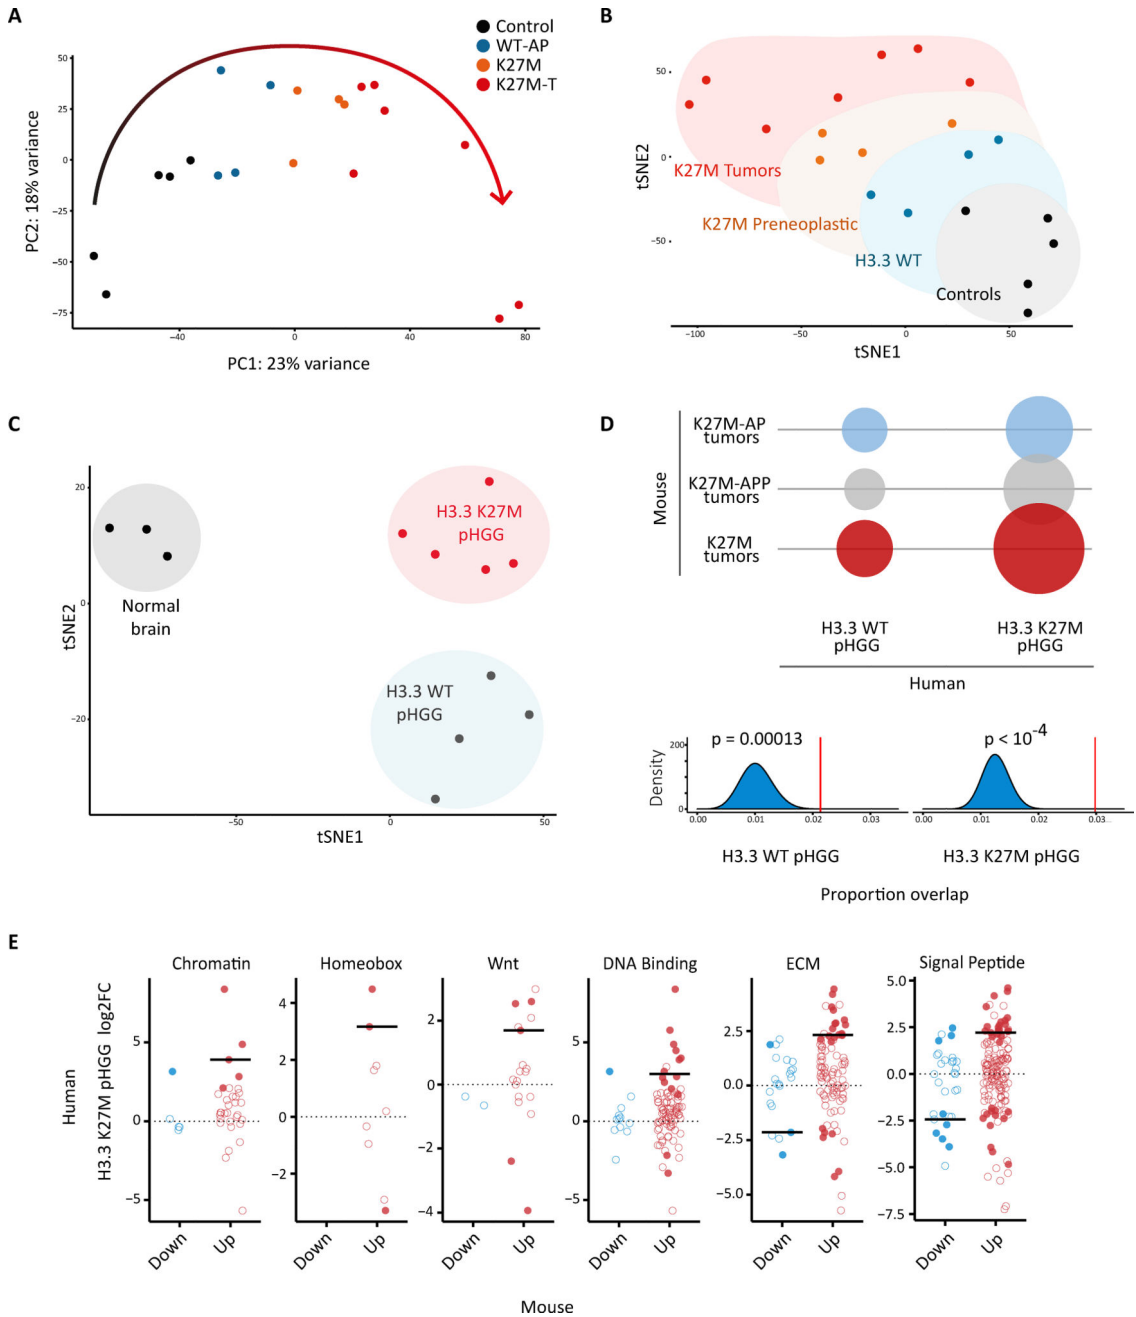 A
Control
WT-AP
K27M
K27M-T
50
25
0
−25
−50
−75
PC2: 18% variance
−40
0
40
80
PC1: 23% variance
B
50
0
−50
tSNE2
K27M Tumors
K27M Preneoplastic
H3.3 WT
Controls
−100
−50
0
50
tSNE1
C
20
0
−20
tSNE2
Normal
brain
H3.3 K27M
pHGG
H3.3 WT
pHGG
−50
0
50
tSNE1
D
Mouse
K27M-AP
tumors
K27M-APP
tumors
K27M
tumors
H3.3 WT
pHGG
H3.3 K27M
pHGG
Human
p = 0.00013
p < 10-4
Density
200
0
0.00
0.01
0.02
0.03
0.00
0.01
0.02
0.03...
H3.3 WT pHGG
H3.3 K27M pHGG
Proportion overlap
E
Human
H3.3 K27M pHGG log2FC
Chromatin
5
0
−5
Down
Up
Homeobox
4
2
0
−2
Down
Up
Wnt
2
0
−2
−4
Down
Up
DNA Binding
5
0
−5
Down
Up
ECM
2.5
0.0
−2.5
−5.0
Down
Up
Signal Peptide
5.0
2.5
0.0
−2.5
−5.0
−7.5
Down
Up
Mouse